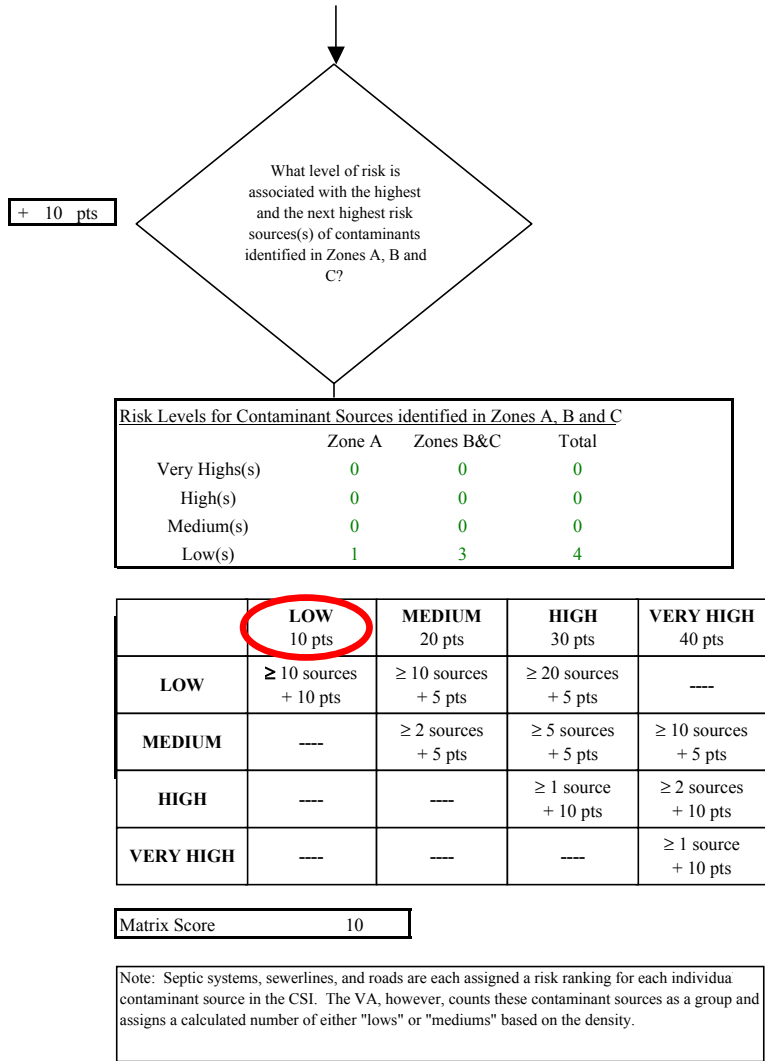 What level of risk is
associated with the highest
and the next highest risk
sources(s) of contaminants
identified in Zones A, B and
C?
+ 10 pts
Risk Levels for Contaminant Sources identified in Zones A, B and C
Zone A Zones B&C Total
Very Highs(s) 0 0 0
High(s) 0 0 0
Medium(s) 0 0 0
Low(s) 1 3 4
LOW MEDIUM HIGH VERY HIGH
10 pts 20 pts 30 pts 40 pts
LOW ≥ 10 sources ≥ 10 sources ≥ 20 sources ----
+ 10 pts + 5 pts + 5 pts
MEDIUM ---- ≥ 2 sources ≥ 5 sources ≥ 10 sources
+ 5 pts + 5 pts + 5 pts
HIGH ---- ---- ≥ 1 source ≥ 2 sources
+ 10 pts + 10 pts
VERY HIGH ---- ---- ---- ≥ 1 source
+ 10 pts
Matrix Score 10
Note: Septic systems, sewerlines, and roads are each assigned a risk ranking for each individua
contaminant source in the CSI. The VA, however, counts these contaminant sources as a group and
assigns a calculated number of either "lows" or "mediums" based on the density.